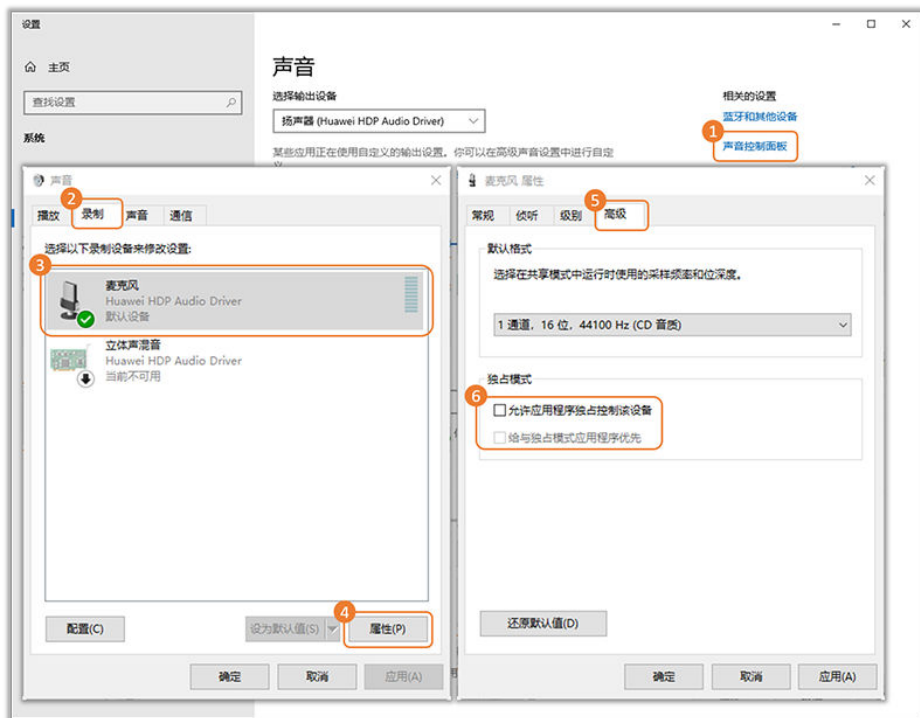 设置
主页
查找设置
系统
声音
选择输出设备
扬声器 (Huawei HDP Audio Driver)
某些应用正在使用自定义的输出设置。你可以在高级声音设置中进行自定
相关的设置
蓝牙和其他设备
1
声音控制面板
声音
2
播放
录制
声音
通信
选择以下录制设备来修改设置:
3
麦克风
Huawei HDP Audio Driver
默认设备
立体声混音
Huawei HDP Audio Driver
当前不可用
4
配置(C)
设为默认值(S)
属性(P)
确定
取消
应用(A)
麦克风 属性
5
常规
侦听
级别
高级
默认格式
选择在共享模式中运行时使用的采样频率和位深度。
1 通道, 16 位, 44100 Hz (CD 音质)
独占模式
6
允许应用程序独占控制该设备
给与独占模式应用程序优先
还原默认值(D)
确定
取消
应用(A)